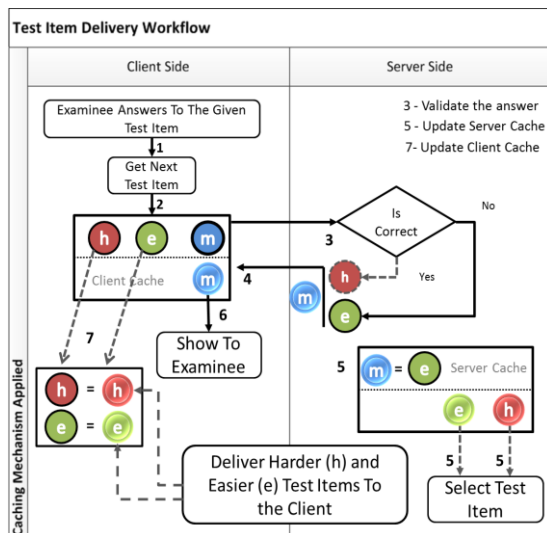 Test Item Delivery Workflow
Client Side
Server Side
Examinee Answers To The Given
Test Item
3 - Validate the answer
5 - Update Server Cache
7- Update Client Cache
1
Get Next
Test Item
2
h e m
Client Cache
m
3
Is
Correct
No
Yes
h
4
m
e
6
Show To
Examinee
7
h = h
e = e
5
m = e
Server Cache
e h
5 5
Select Test
Item
Deliver Harder (h) and
Easier (e) Test Items To
the Client
Caching Mechanism Applied